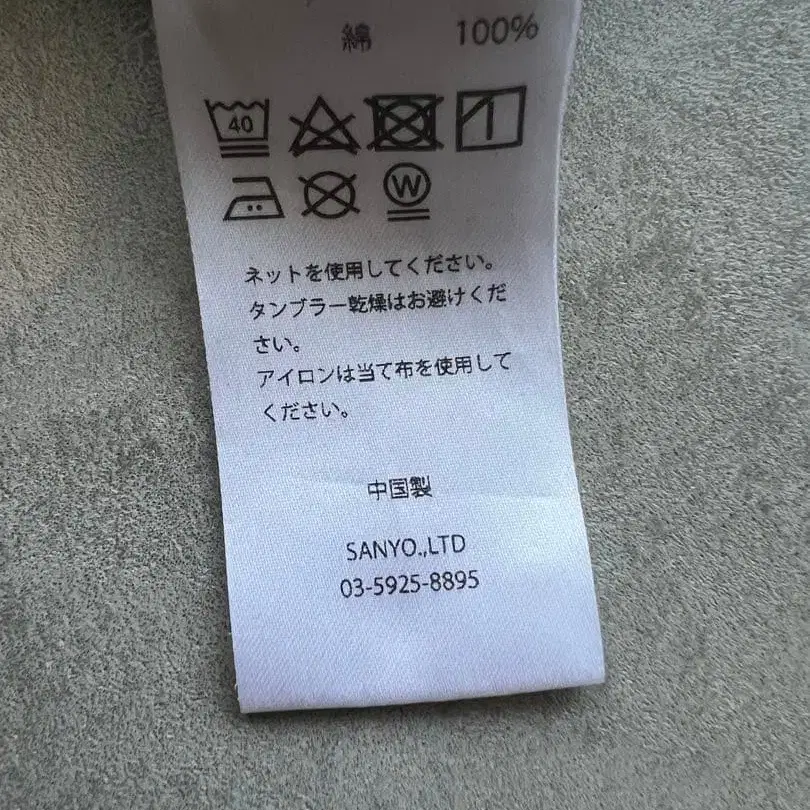 綿 100%
40
W
ネットを使用してください。
タンブラー乾燥はお避けくだ
さい。
アイロンは当て布を使用して
ください。
中国製
SANYO.,LTD
03-5925-8895